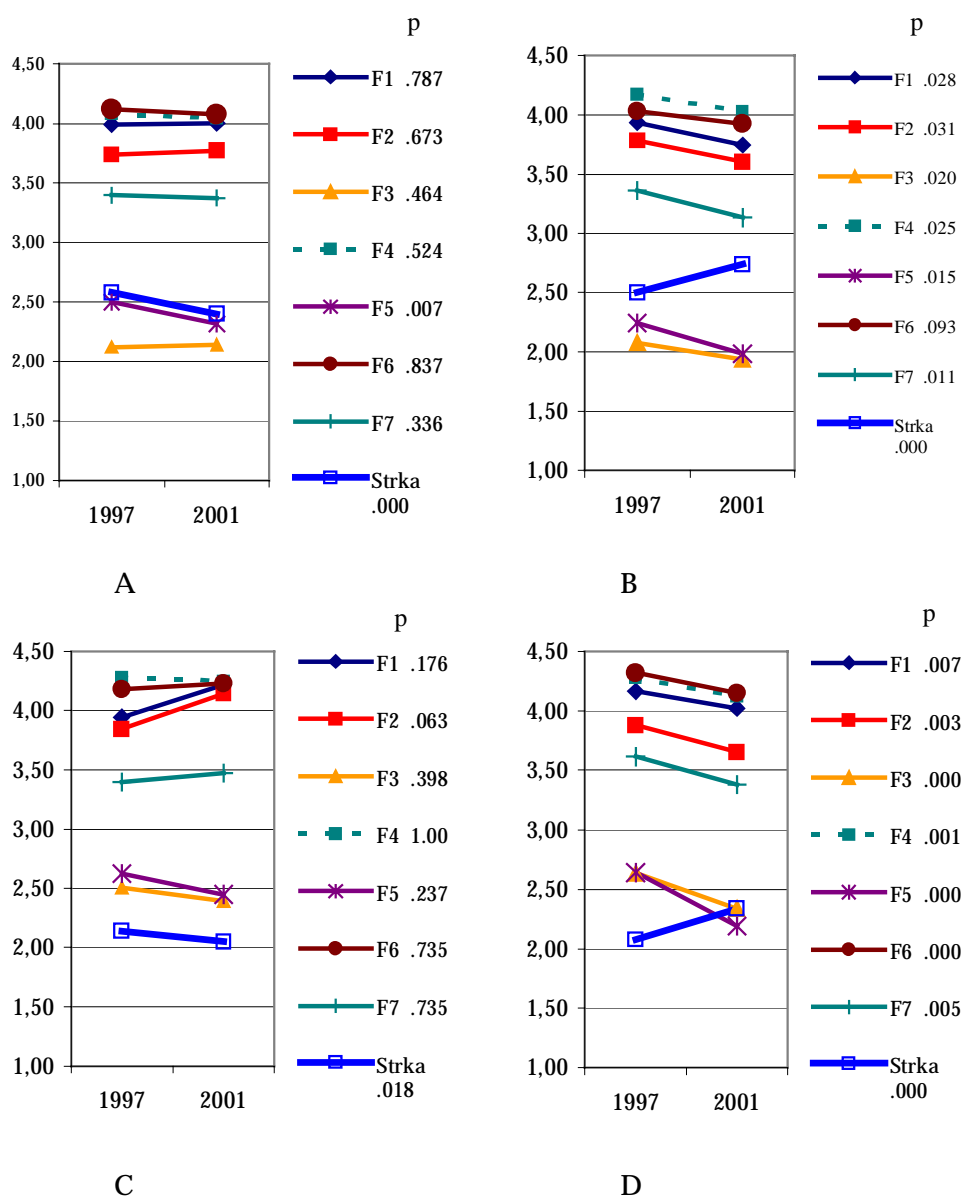 p
4,50
4,00
3,50
3,00
2,50
2,00
1,50
1,00
1997 2001
F1 .787
F2 .673
F3 .464
F4 .524
F5 .007
F6 .837
F7 .336
Strka
.000
A
p
4,50
4,00
3,50
3,00
2,50
2,00
1,50
1,00
1997 2001
F1 .028
F2 .031
F3 .020
F4 .025
F5 .015
F6 .093
F7 .011
Strka
.000
B
p
4,50
4,00
3,50
3,00
2,50
2,00
1,50
1,00
1997 2001
F1 .176
F2 .063
F3 .398
F4 1.00
F5 .237
F6 .735
F7 .735
Strka
.018
C
p
4,50
4,00
3,50
3,00
2,50
2,00
1,50
1,00
1997 2001
F1 .007
F2 .003
F3 .000
F4 .001
F5 .000
F6 .000
F7 .005
Strka
.000
D